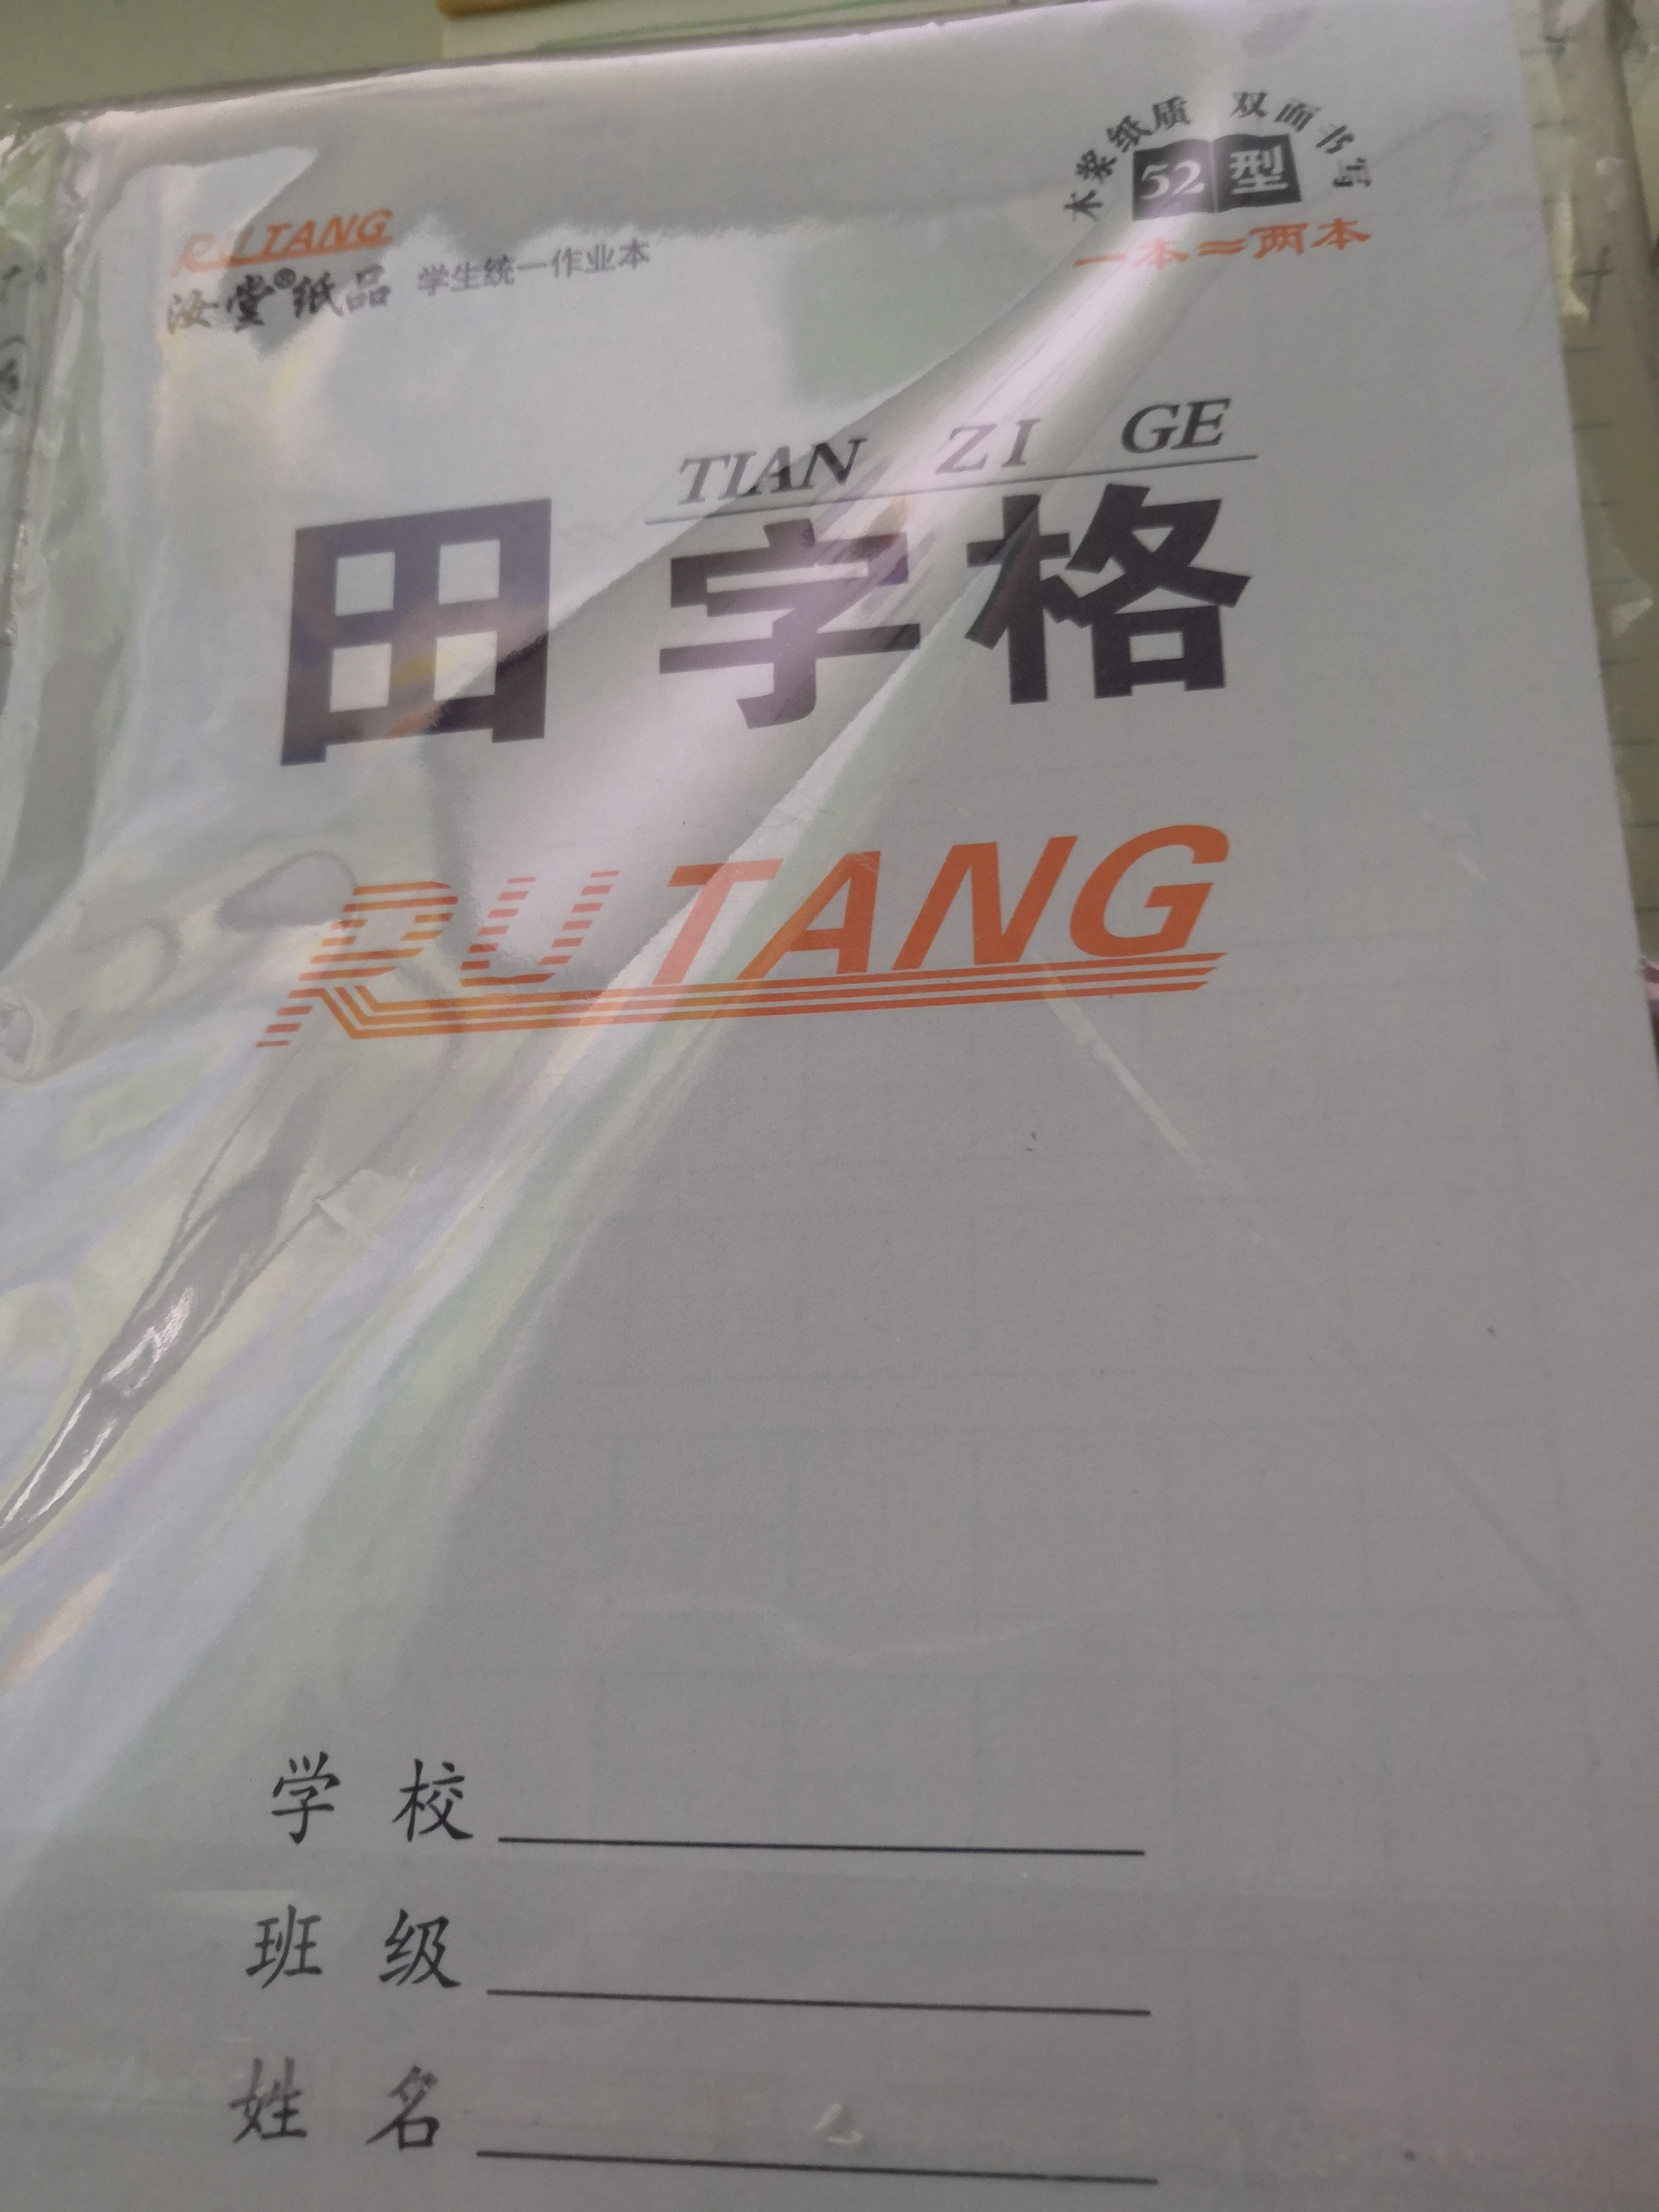 木浆纸质 双面书写
52型
一本≈两本
RUTANG
汝堂®纸品 学生统一作业本
TIAN ZI GE
田字格
RUTANG
学校
班级
姓名